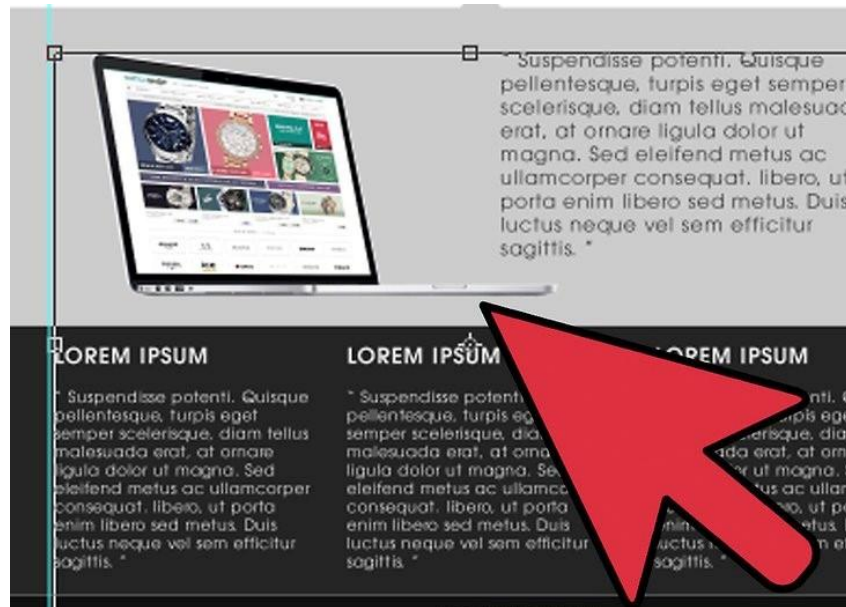 " Suspendisse potenti. Quisque
pellentesque, turpis eget semper
scelerisque, diam tellus malesuad
erat, at ornare ligula dolor ut
magna. Sed eleifend metus ac
ullamcorper consequat. libero, ut
porta enim libero sed metus. Duis
luctus neque vel sem efficitur
sagittis. "
LOREM IPSUM
" Suspendisse potenti. Quisque
pellentesque, turpis eget
semper scelerisque, diam tellus
malesuada erat, at ornare
ligula dolor ut magna. Sed
eleifend metus ac ullamcorper
consequat. libero, ut porta
enim libero sed metus. Duis
luctus neque vel sem efficitur
sagittis. "
LOREM IPSUM
" Suspendisse potenti
pellentesque, turpis eg
semper scelerisque, dia
malesuada erat, at orna
ligula dolor ut magna. Se
eleifend metus ac ullamco
consequat. libero, ut porta
enim libero sed metus. Duis
luctus neque vel sem efficitur
sagittis. "
LOREM IPSUM
sagittis. "